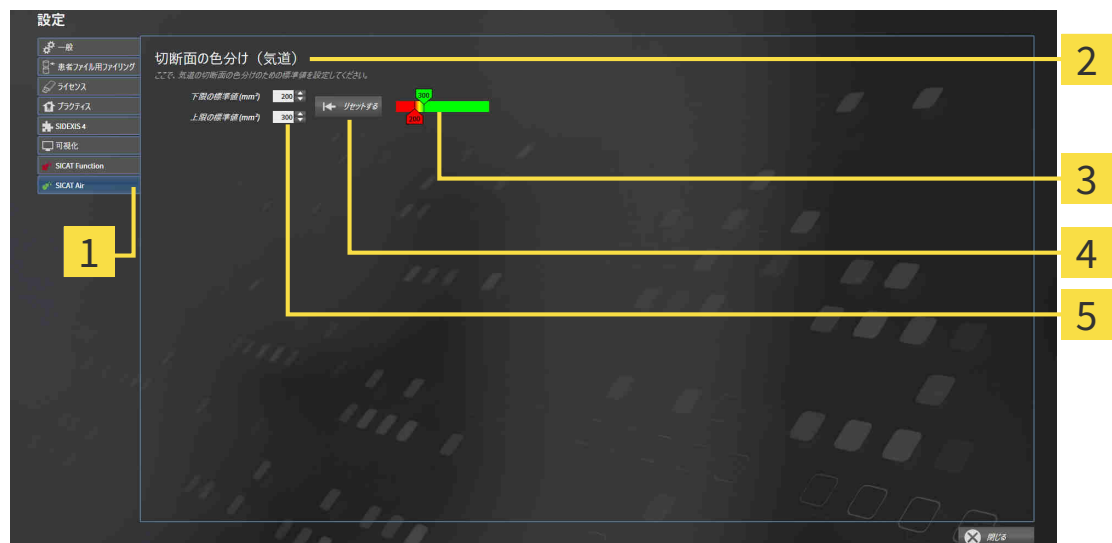 設定
一般
患者ファイル用ファイリング
ライセンス
プラクティス
SIDEXIS 4
可視化
SICAT Function
SICAT Air
切断面の色分け（気道）
ここで、気道の切断面の色分けのための標準値を設定してください。
下限の標準値 (mm²) 200
上限の標準値 (mm²) 300
リセットする
300
200
閉じる
1
2
3
4
5